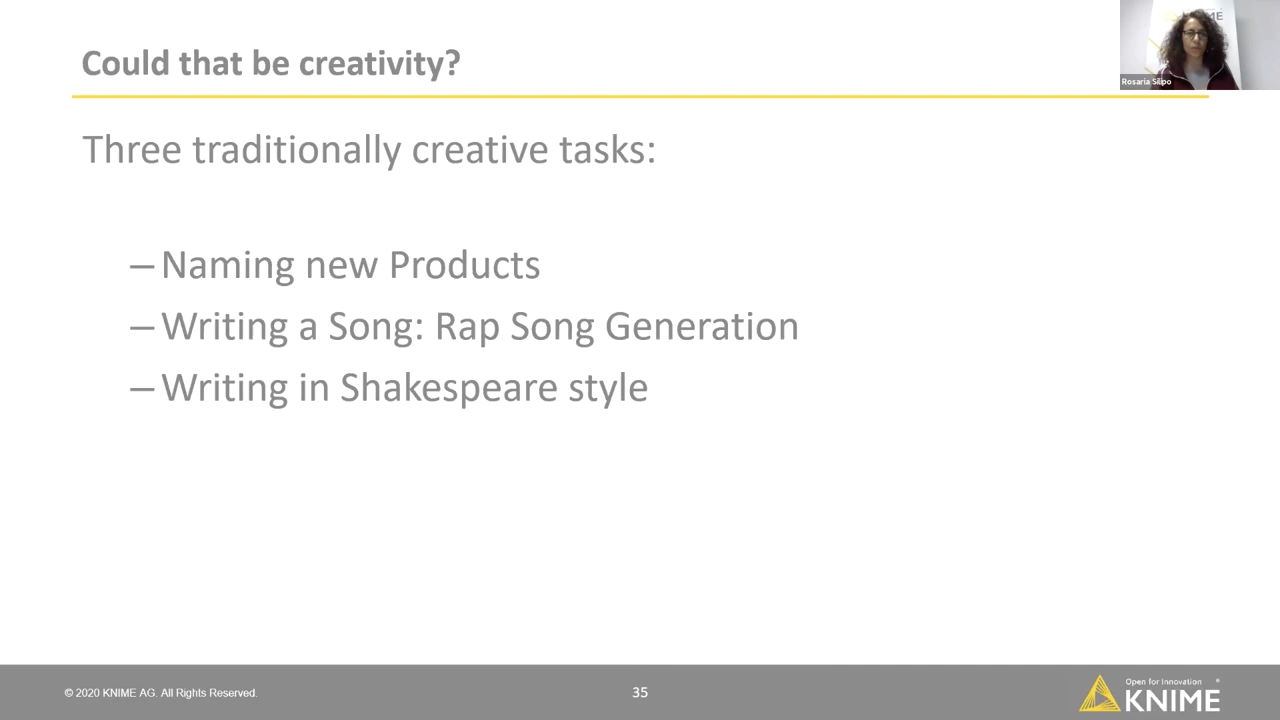 Could that be creativity?
Three traditionally creative tasks:
– Naming new Products
– Writing a Song: Rap Song Generation
– Writing in Shakespeare style
Rosaria Silipo
© 2020 KNIME AG. All Rights Reserved.
35
Open for Innovation ®
KNIME